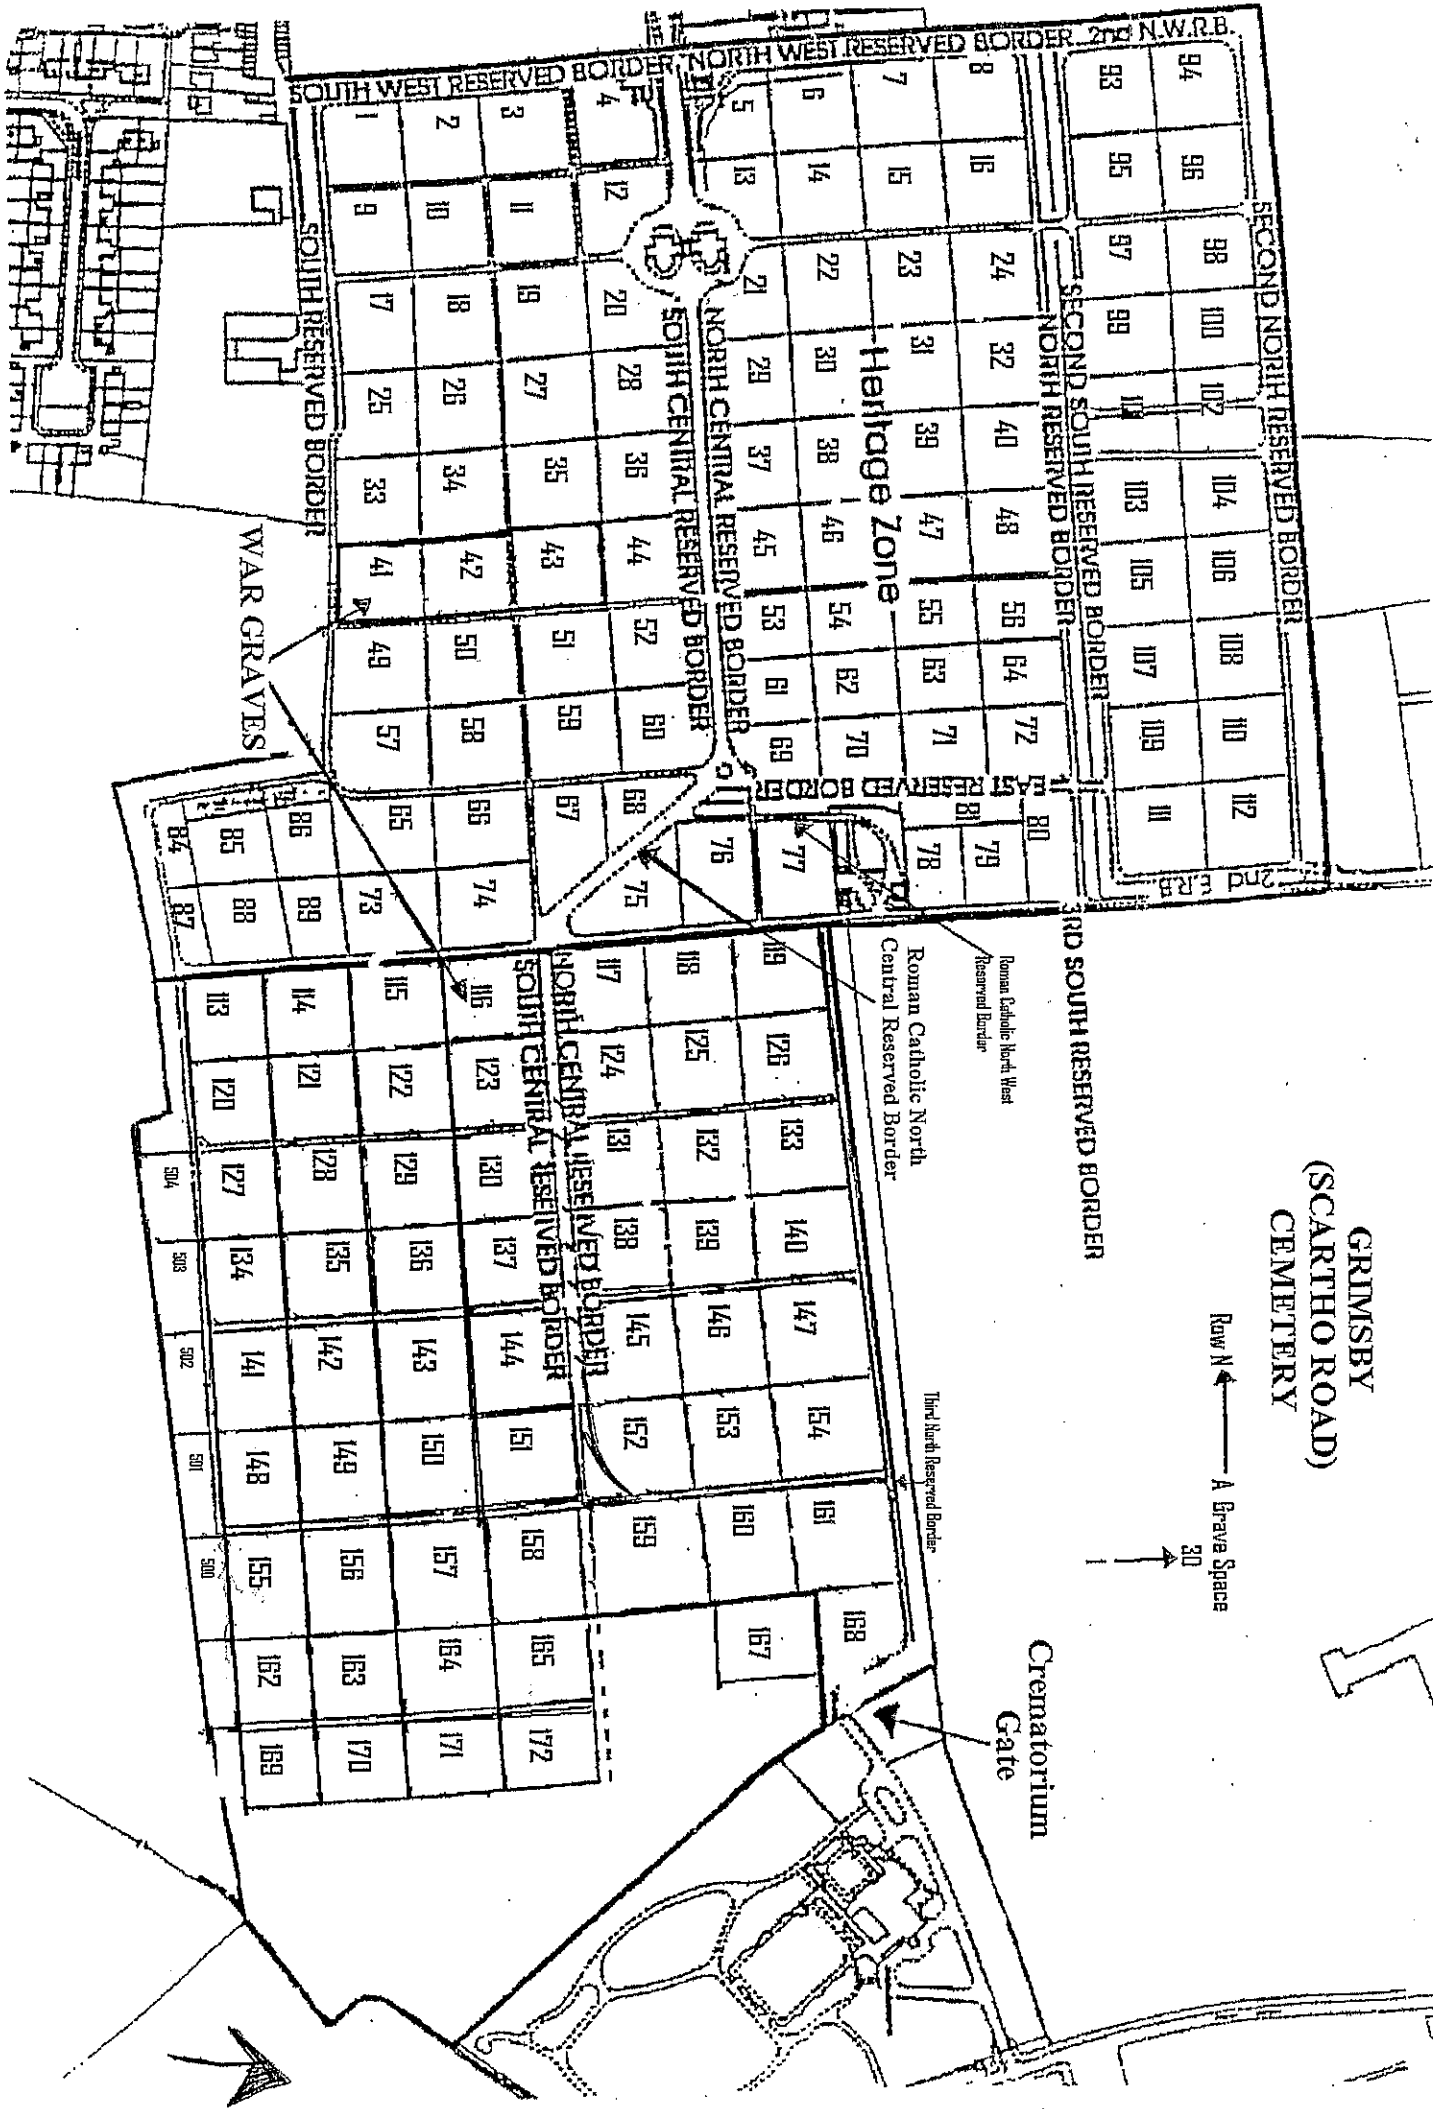 GRIMSBY
(SCARTHO ROAD)
CEMETERY
Row N
A Grave Space
30
1
Crematorium
Gate
2nd N.W.R.B.
NORTH WEST RESERVED BORDER
SOUTH WEST RESERVED BORDER
SECOND NORTH RESERVED BORDER
SECOND SOUTH RESERVED BORDER
NORTH RESERVED BORDER
Heritage Zone
NORTH CENTRAL RESERVED BORDER
SOUTH CENTRAL RESERVED BORDER
SOUTH RESERVED BORDER
EAST RESERVED BORDER
2nd E.R.B
3RD SOUTH RESERVED BORDER
Roman Catholic North West
Reserved Border
Roman Catholic North
Central Reserved Border
Third North Reserved Border
NORTH CENTRAL RESERVED BORDER
SOUTH CENTRAL RESERVED BORDER
WAR GRAVES
94 96 98 100 102 104 106 108 110 112
93 95 97 99 101 103 105 107 109 111
8 16 24 32 40 48 56 64 72 80
7 15 23 31 39 47 55 63 71 81 79
78
6 14 22 30 38 46 54 62 70 77
5 13 21 29 37 45 53 61 69 76
4 12 20 28 36 44 52 60 68 75
3 11 19 27 35 43 51 59 67
2 10 18 26 34 42 50 58 66 74
1 9 17 25 33 41 49 57 65 73
86 89
85 88
84 87
119 126 133 140 147 154 161 168
118 125 132 139 146 153 160 167
117 124 131 138 145 152 159
116 123 130 137 144 151 158 165 172
115 122 129 136 143 150 157 164 171
114 121 128 135 142 149 156 163 170
113 120 127 134 141 148 155 162 169
504 503 502 501 500